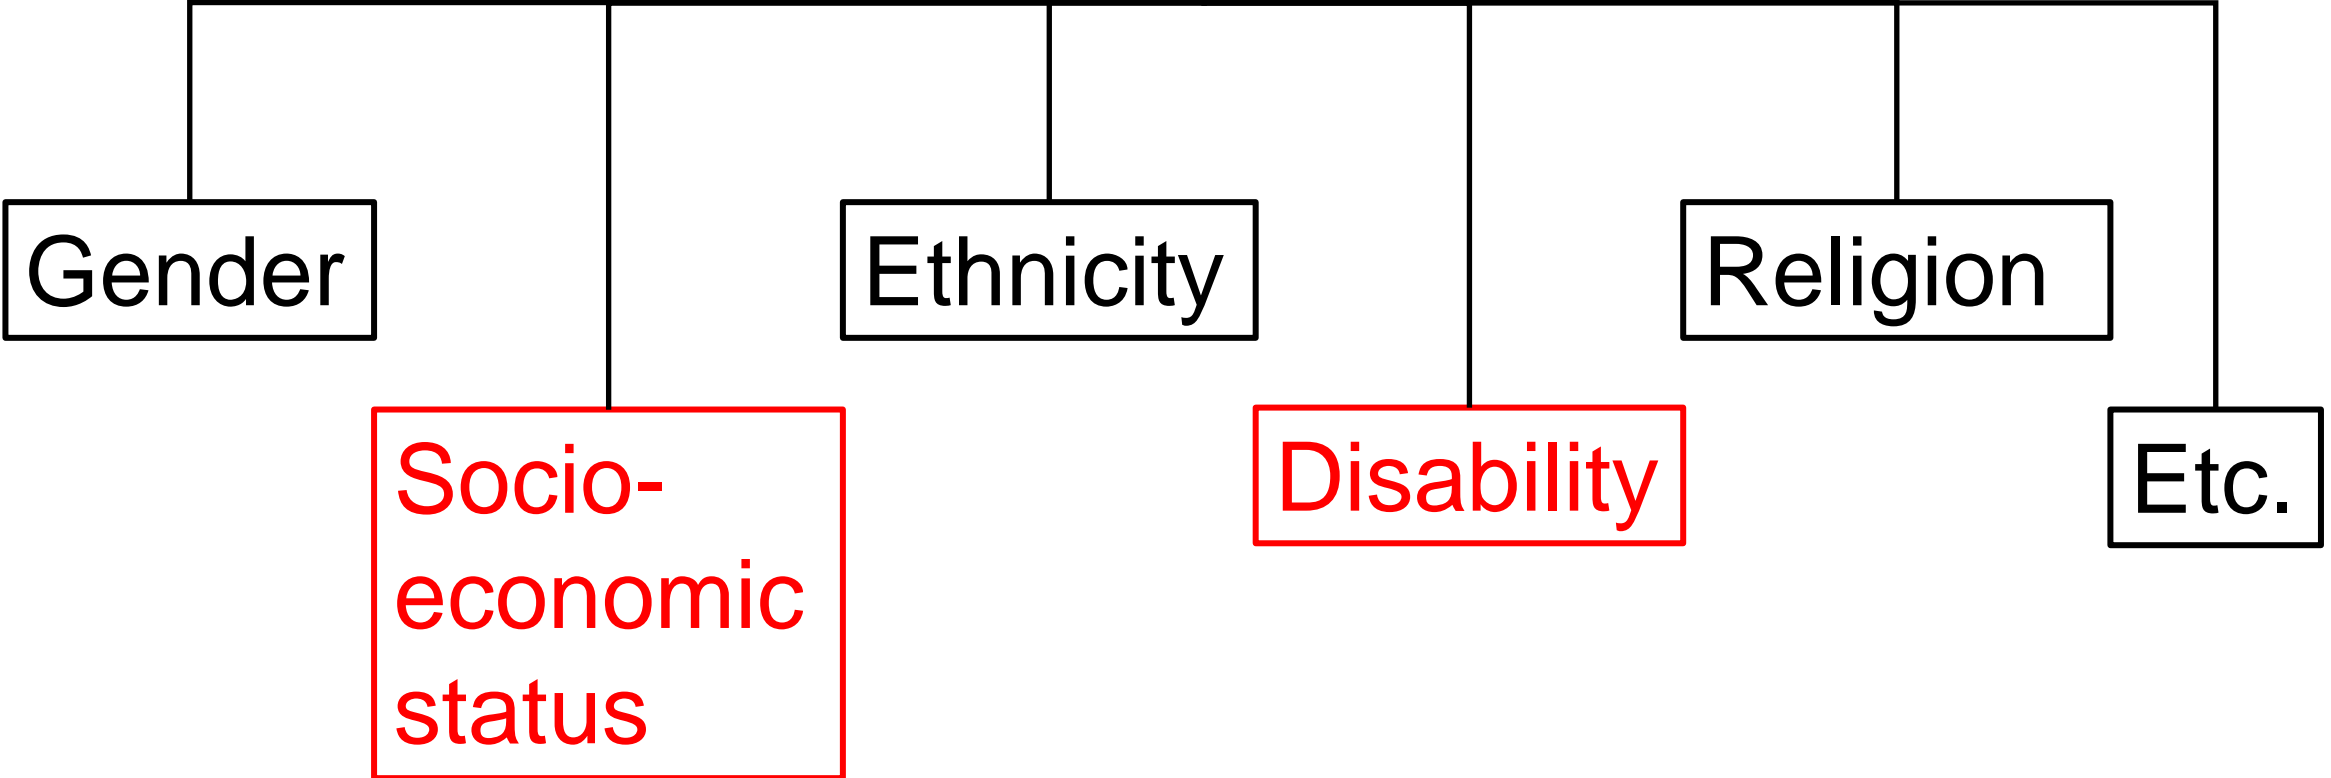 Gender
Ethnicity
Religion
Socio-
economic
status
Disability
Etc.